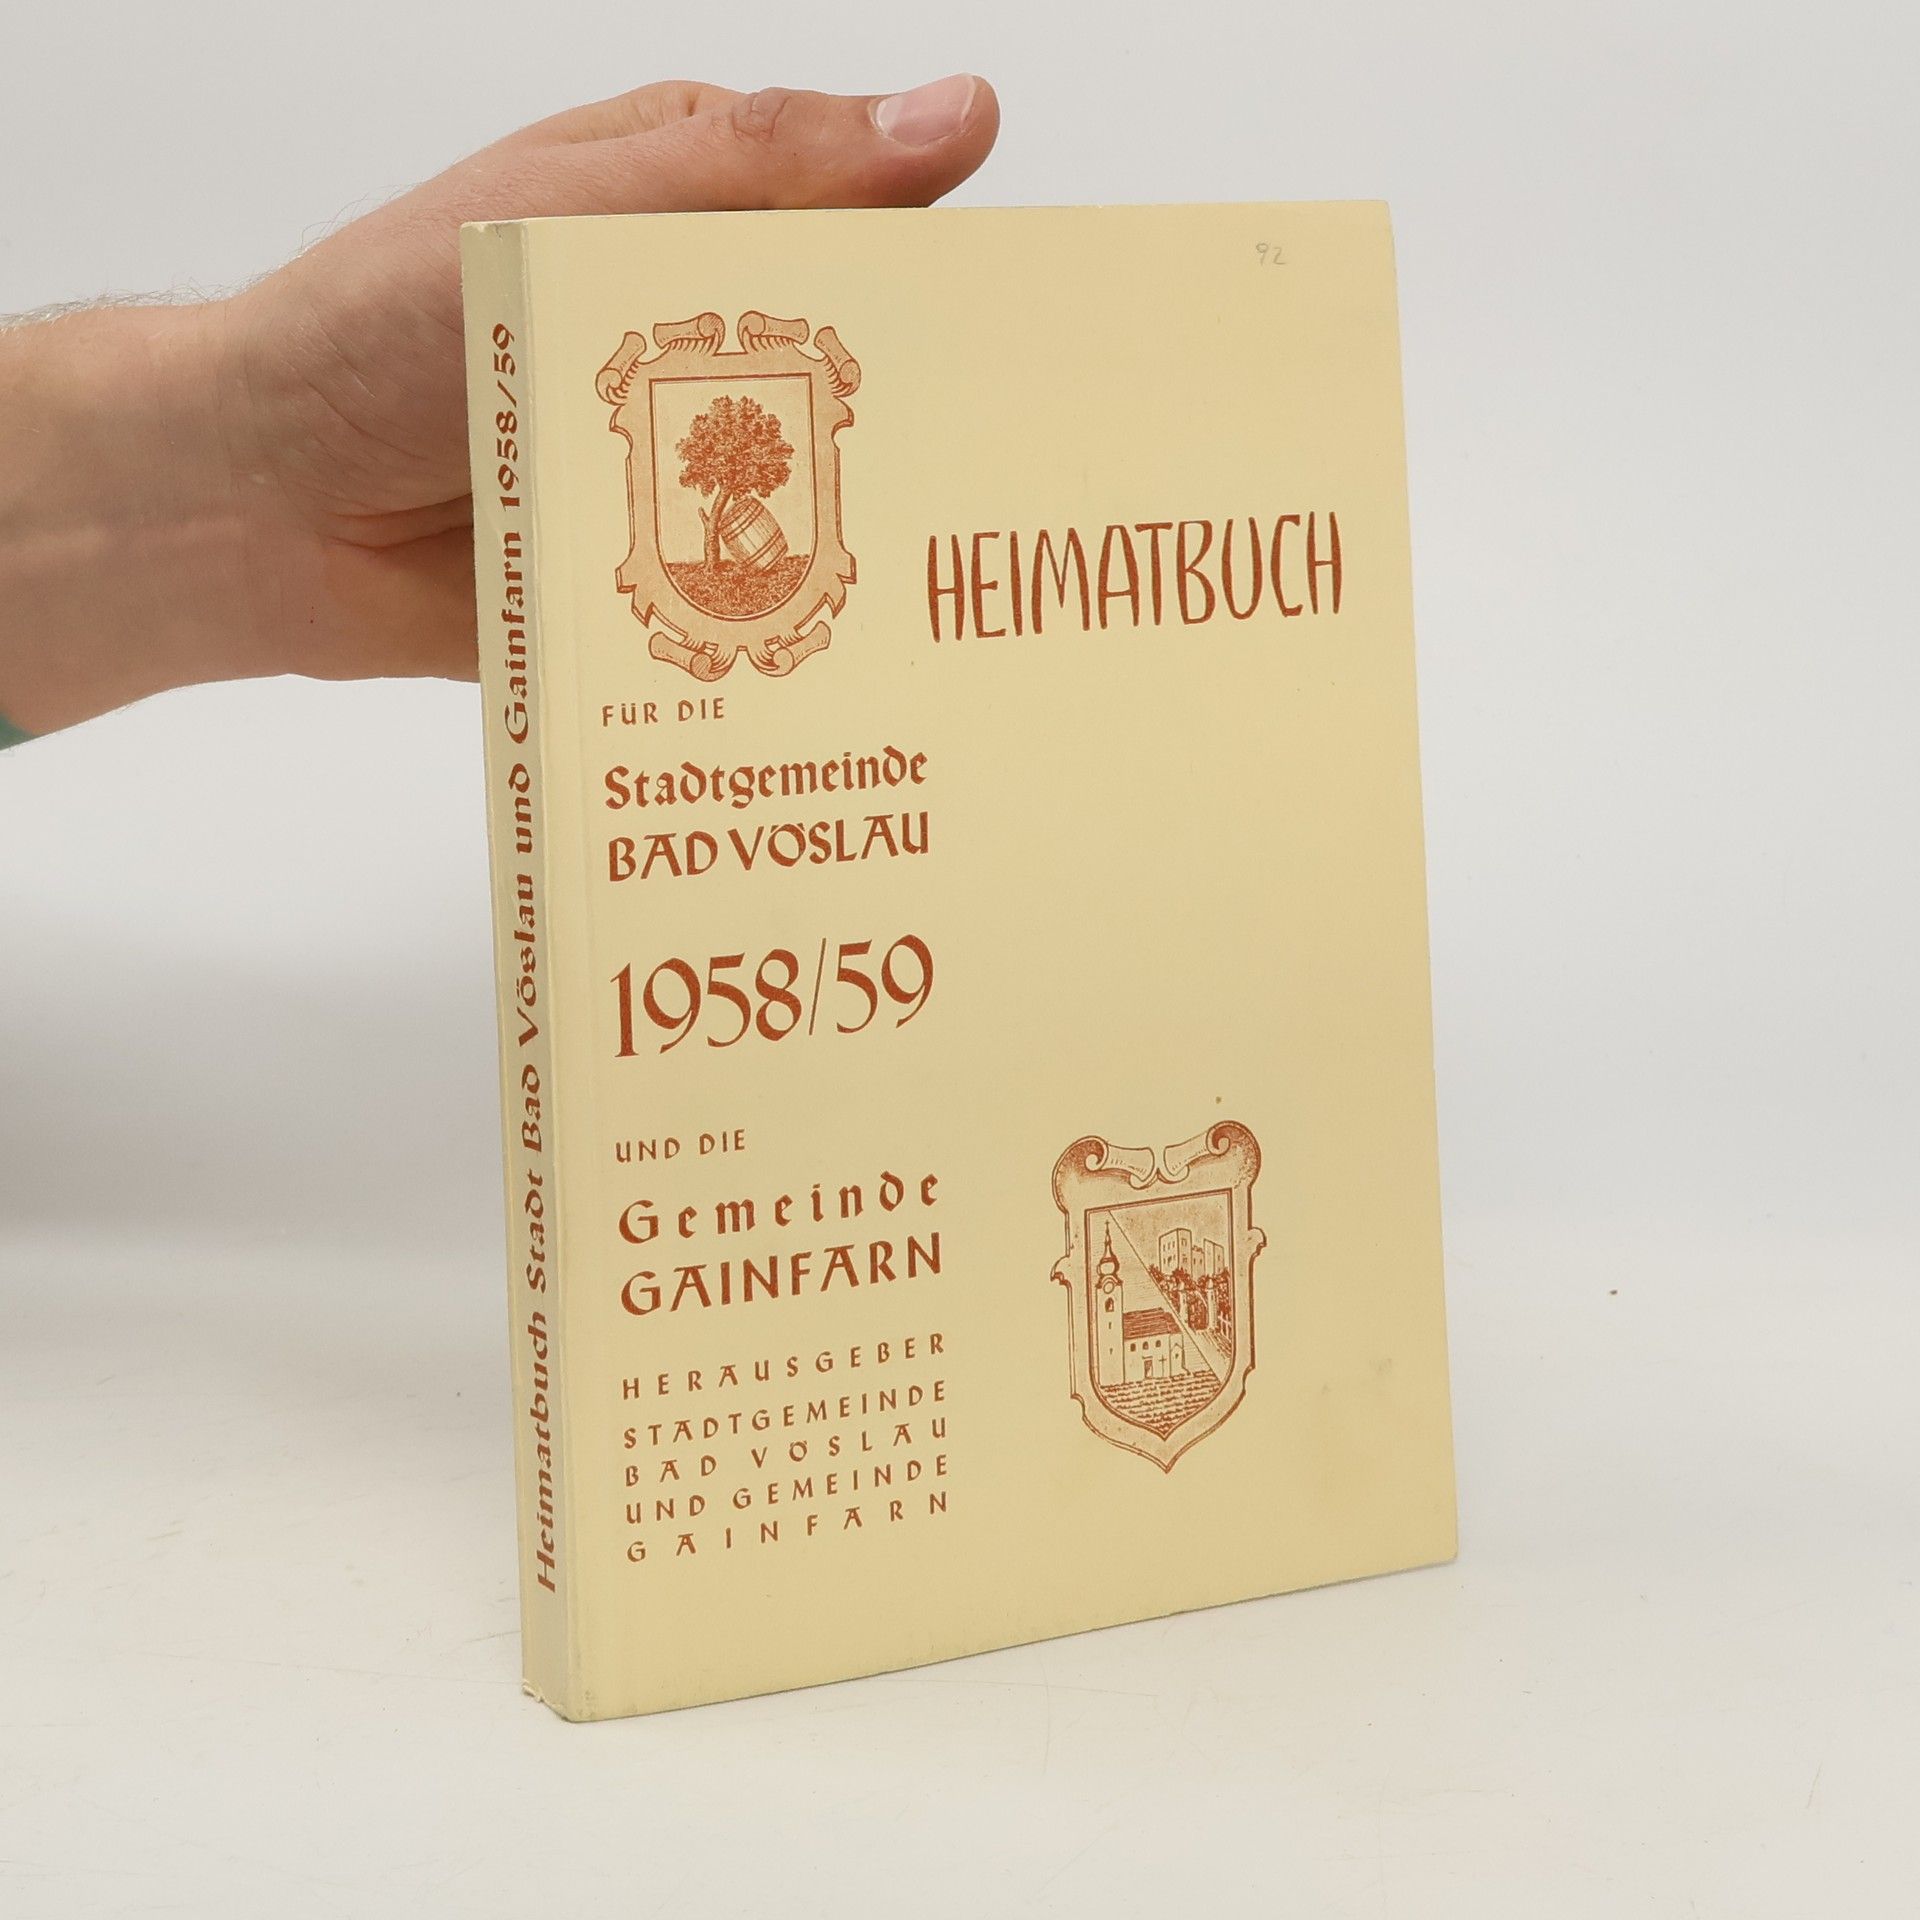 92
HEIMATBUCH
FÜR DIE
Stadtgemeinde
BAD VÖSLAU
1958/59
UND DIE
Gemeinde
GAINFARN
HERAUSGEBER
STADTGEMEINDE
BAD VÖSLAU
UND GEMEINDE
GAINFARN
Heimatbuch Stadt Bad Vöslau und Gainfarn 1958/59